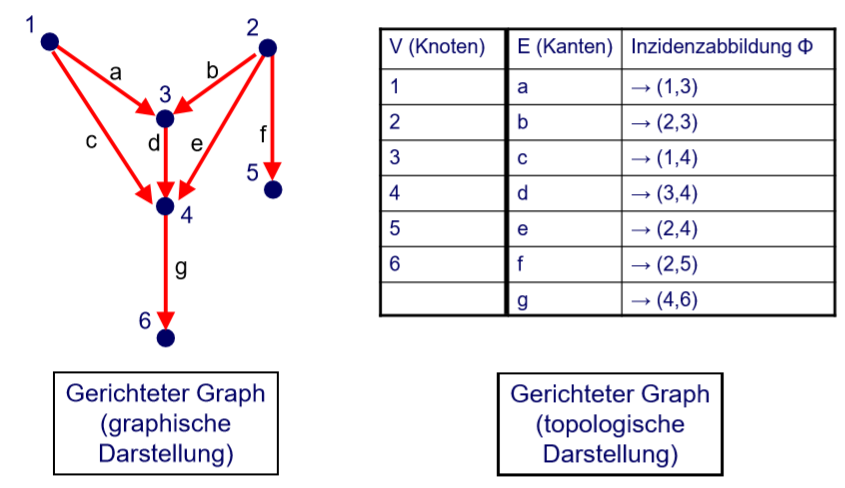 1
2
a
b
3
c
d
e
f
5
4
g
6
V (Knoten) E (Kanten) Inzidenzabbildung Φ
1 a → (1,3)
2 b → (2,3)
3 c → (1,4)
4 d → (3,4)
5 e → (2,4)
6 f → (2,5)
g → (4,6)
Gerichteter Graph
(graphische
Darstellung)
Gerichteter Graph
(topologische
Darstellung)